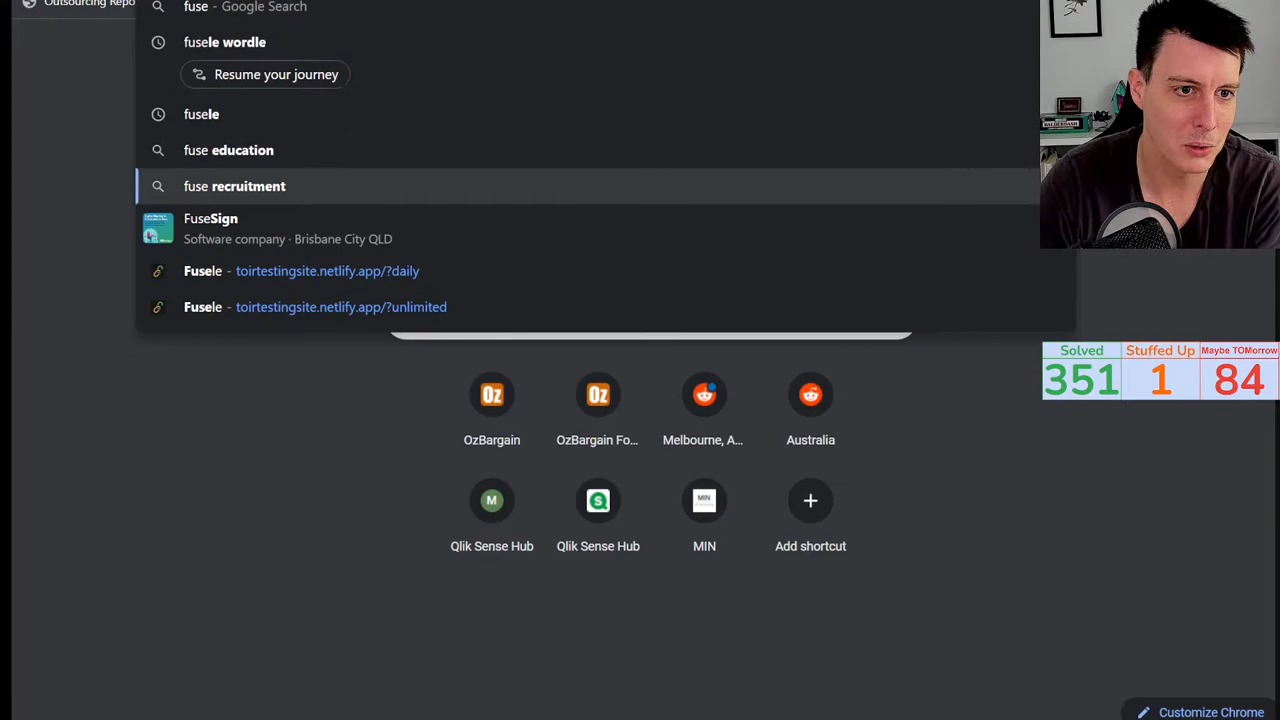 Outsourcing Repo
fuse - Google Search
fusele wordle
Resume your journey
fusele
fuse education
fuse recruitment
FuseSign
Software company · Brisbane City QLD
Fusele - toirtestingsite.netlify.app/?daily
Fusele - toirtestingsite.netlify.app/?unlimited
Solved
Stuffed Up
Maybe TOMorrow
351
1
84
OzBargain
OzBargain Fo...
Melbourne, A...
Australia
M
MIN
Qlik Sense Hub
Qlik Sense Hub
MIN
Add shortcut
Customize Chrome